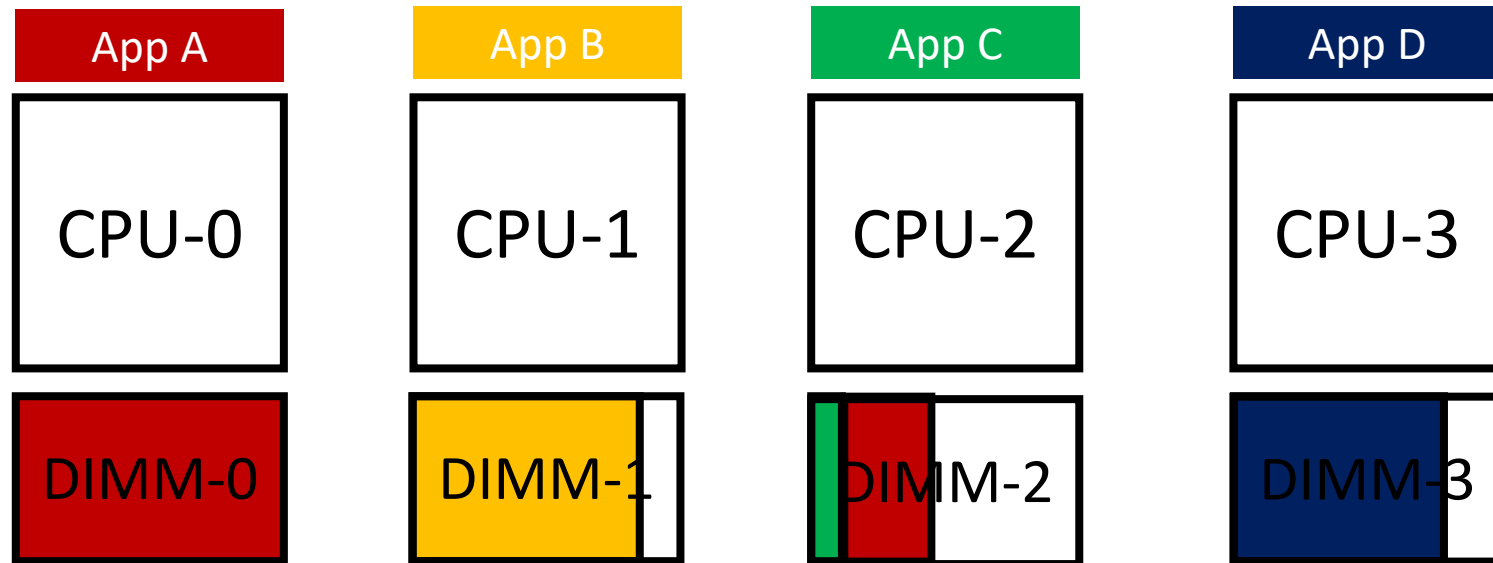 App A
App B
App C
App D
CPU-0
CPU-1
CPU-2
CPU-3
DIMM-0
DIMM-1
DIMM-2
DIMM-3